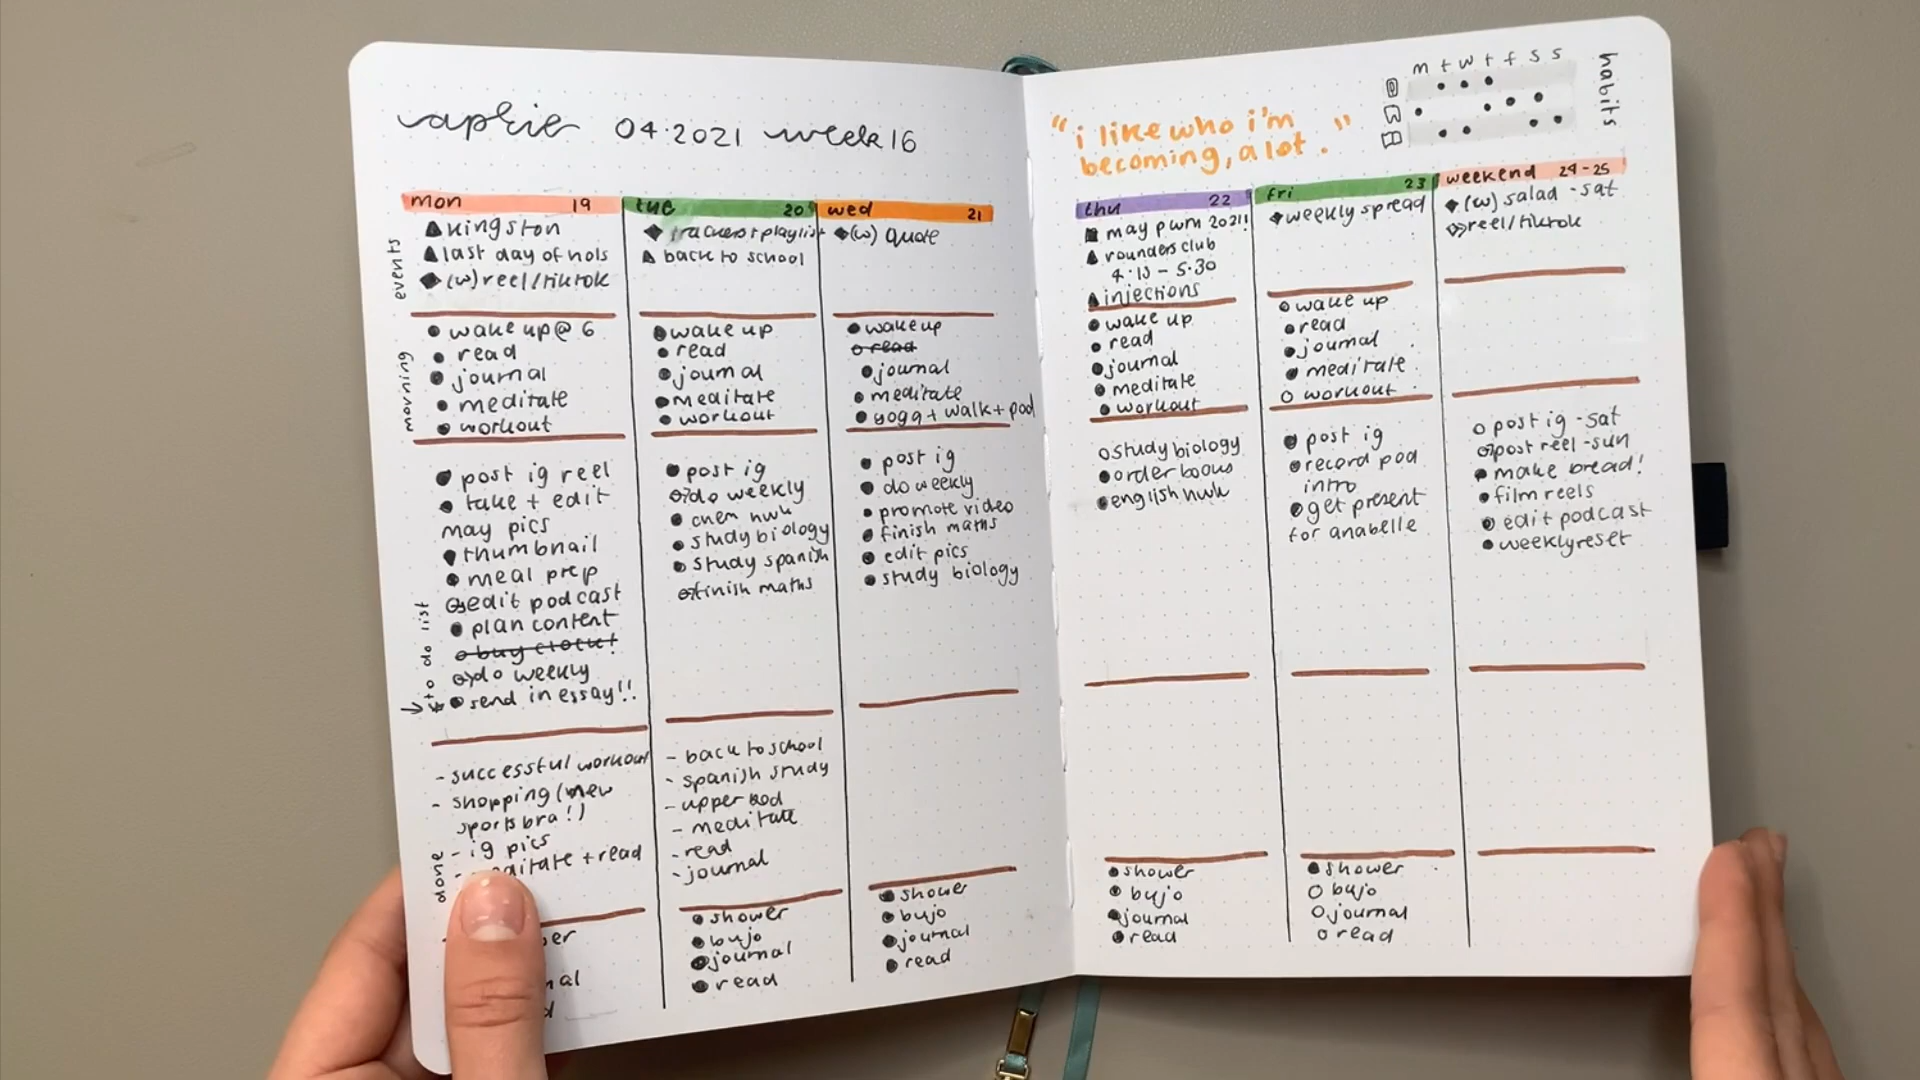 04.2021 week 16
"i like who i'm
becoming, a lot."
m t w t f s s
habits
mon 19
events
kingston
last day of hols
(w) reel/tiktok
morning
wake up @ 6
read
journal
meditate
workout
to do list
post ig reel
take + edit
may pics
thumbnail
meal prep
edit podcast
plan content
do weekly
send in essay!!
done
- successful workout
- shopping (new
sports bra!)
- ig pics
+ read
tue 20
trackers + playlist
back to school
wake up
read
journal
meditate
workout
post ig
do weekly
chem hwk
study biology
study spanish
finish maths
- back to school
- spanish study
- upper bod
- meditate
- read
- journal
shower
bujo
journal
read
wed 21
(w) quote
wake up
read
journal
meditate
yoga + walk + pod
post ig
do weekly
promote video
finish maths
edit pics
study biology
shower
bujo
journal
read
thu 22
may pwm 2021!
rounders club
4.15 - 5.30
injections
wake up
read
journal
meditate
workout
study biology
order books
english hwk
shower
bujo
journal
read
fri 23
weekly spread
wake up
read
journal
meditate
workout
post ig
record pod
intro
get present
for anabelle
shower
bujo
journal
read
weekend 24-25
(w) salad - sat
reel/tiktok
post ig - sat
post reel - sun
make bread!
film reels
edit podcast
weekly reset